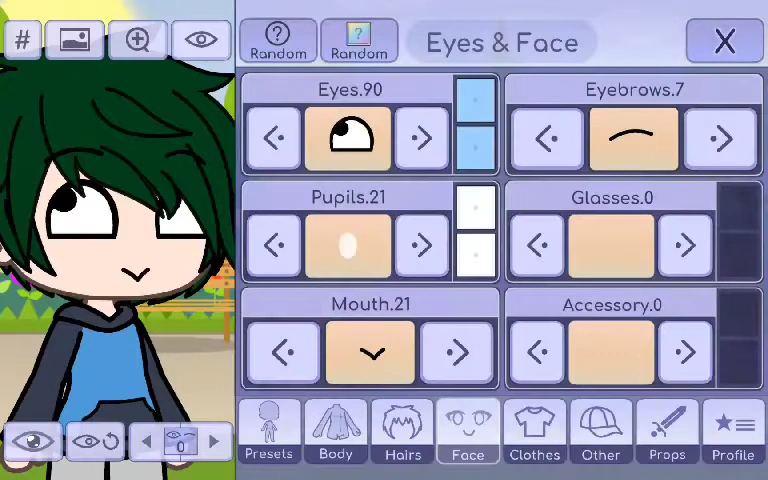 #
?
Random
?
Random
Eyes & Face
X
Eyes.90
Eyebrows.7
Pupils.21
Glasses.0
Mouth.21
Accessory.0
0
Presets
Body
Hairs
Face
Clothes
Other
Props
Profile